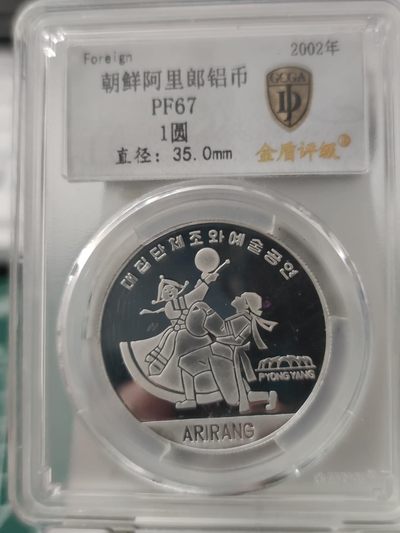 Foreign
2002年
朝鲜阿里郎铝币
PF67
1圆
直径: 35.0mm
GCGA
金盾评级
대집단체조와예술공연
PYONGYANG
ARIRANG